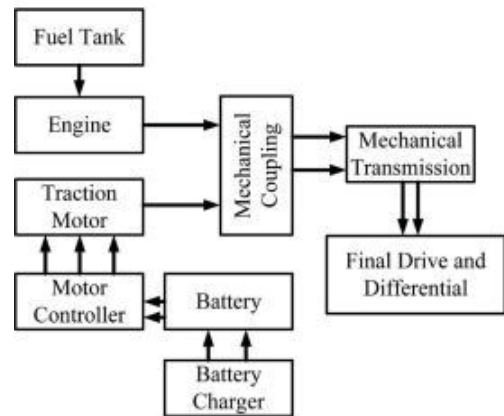 Fuel Tank
Engine
Mechanical
Coupling
Mechanical
Transmission
Traction
Motor
Final Drive and
Differential
Motor
Controller
Battery
Battery
Charger